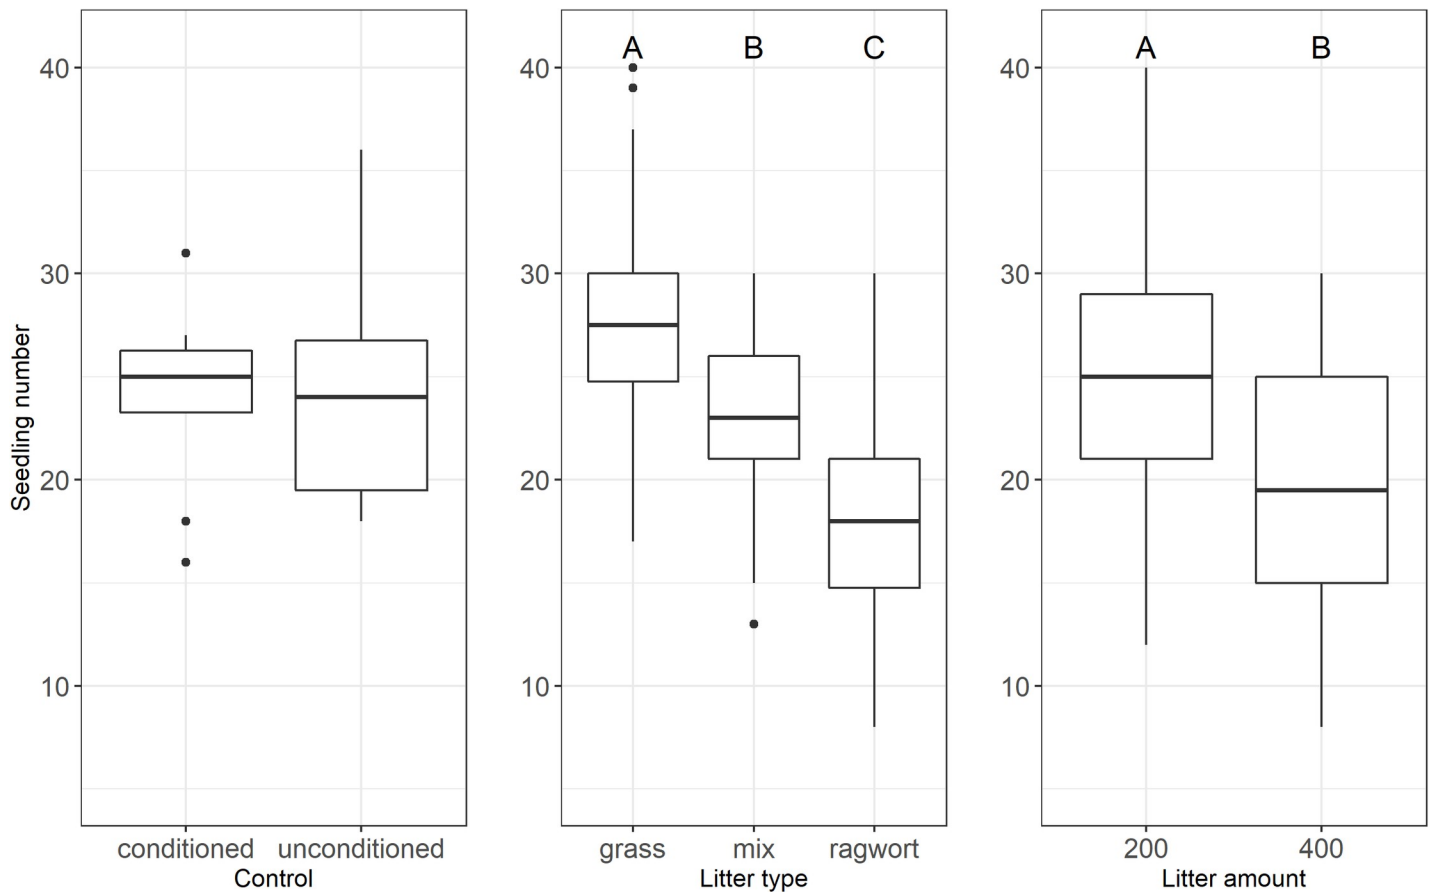 Seedling number
40
30
20
10
conditioned unconditioned
Control
A B C
40
30
20
10
grass mix ragwort
Litter type
A B
40
30
20
10
200 400
Litter amount